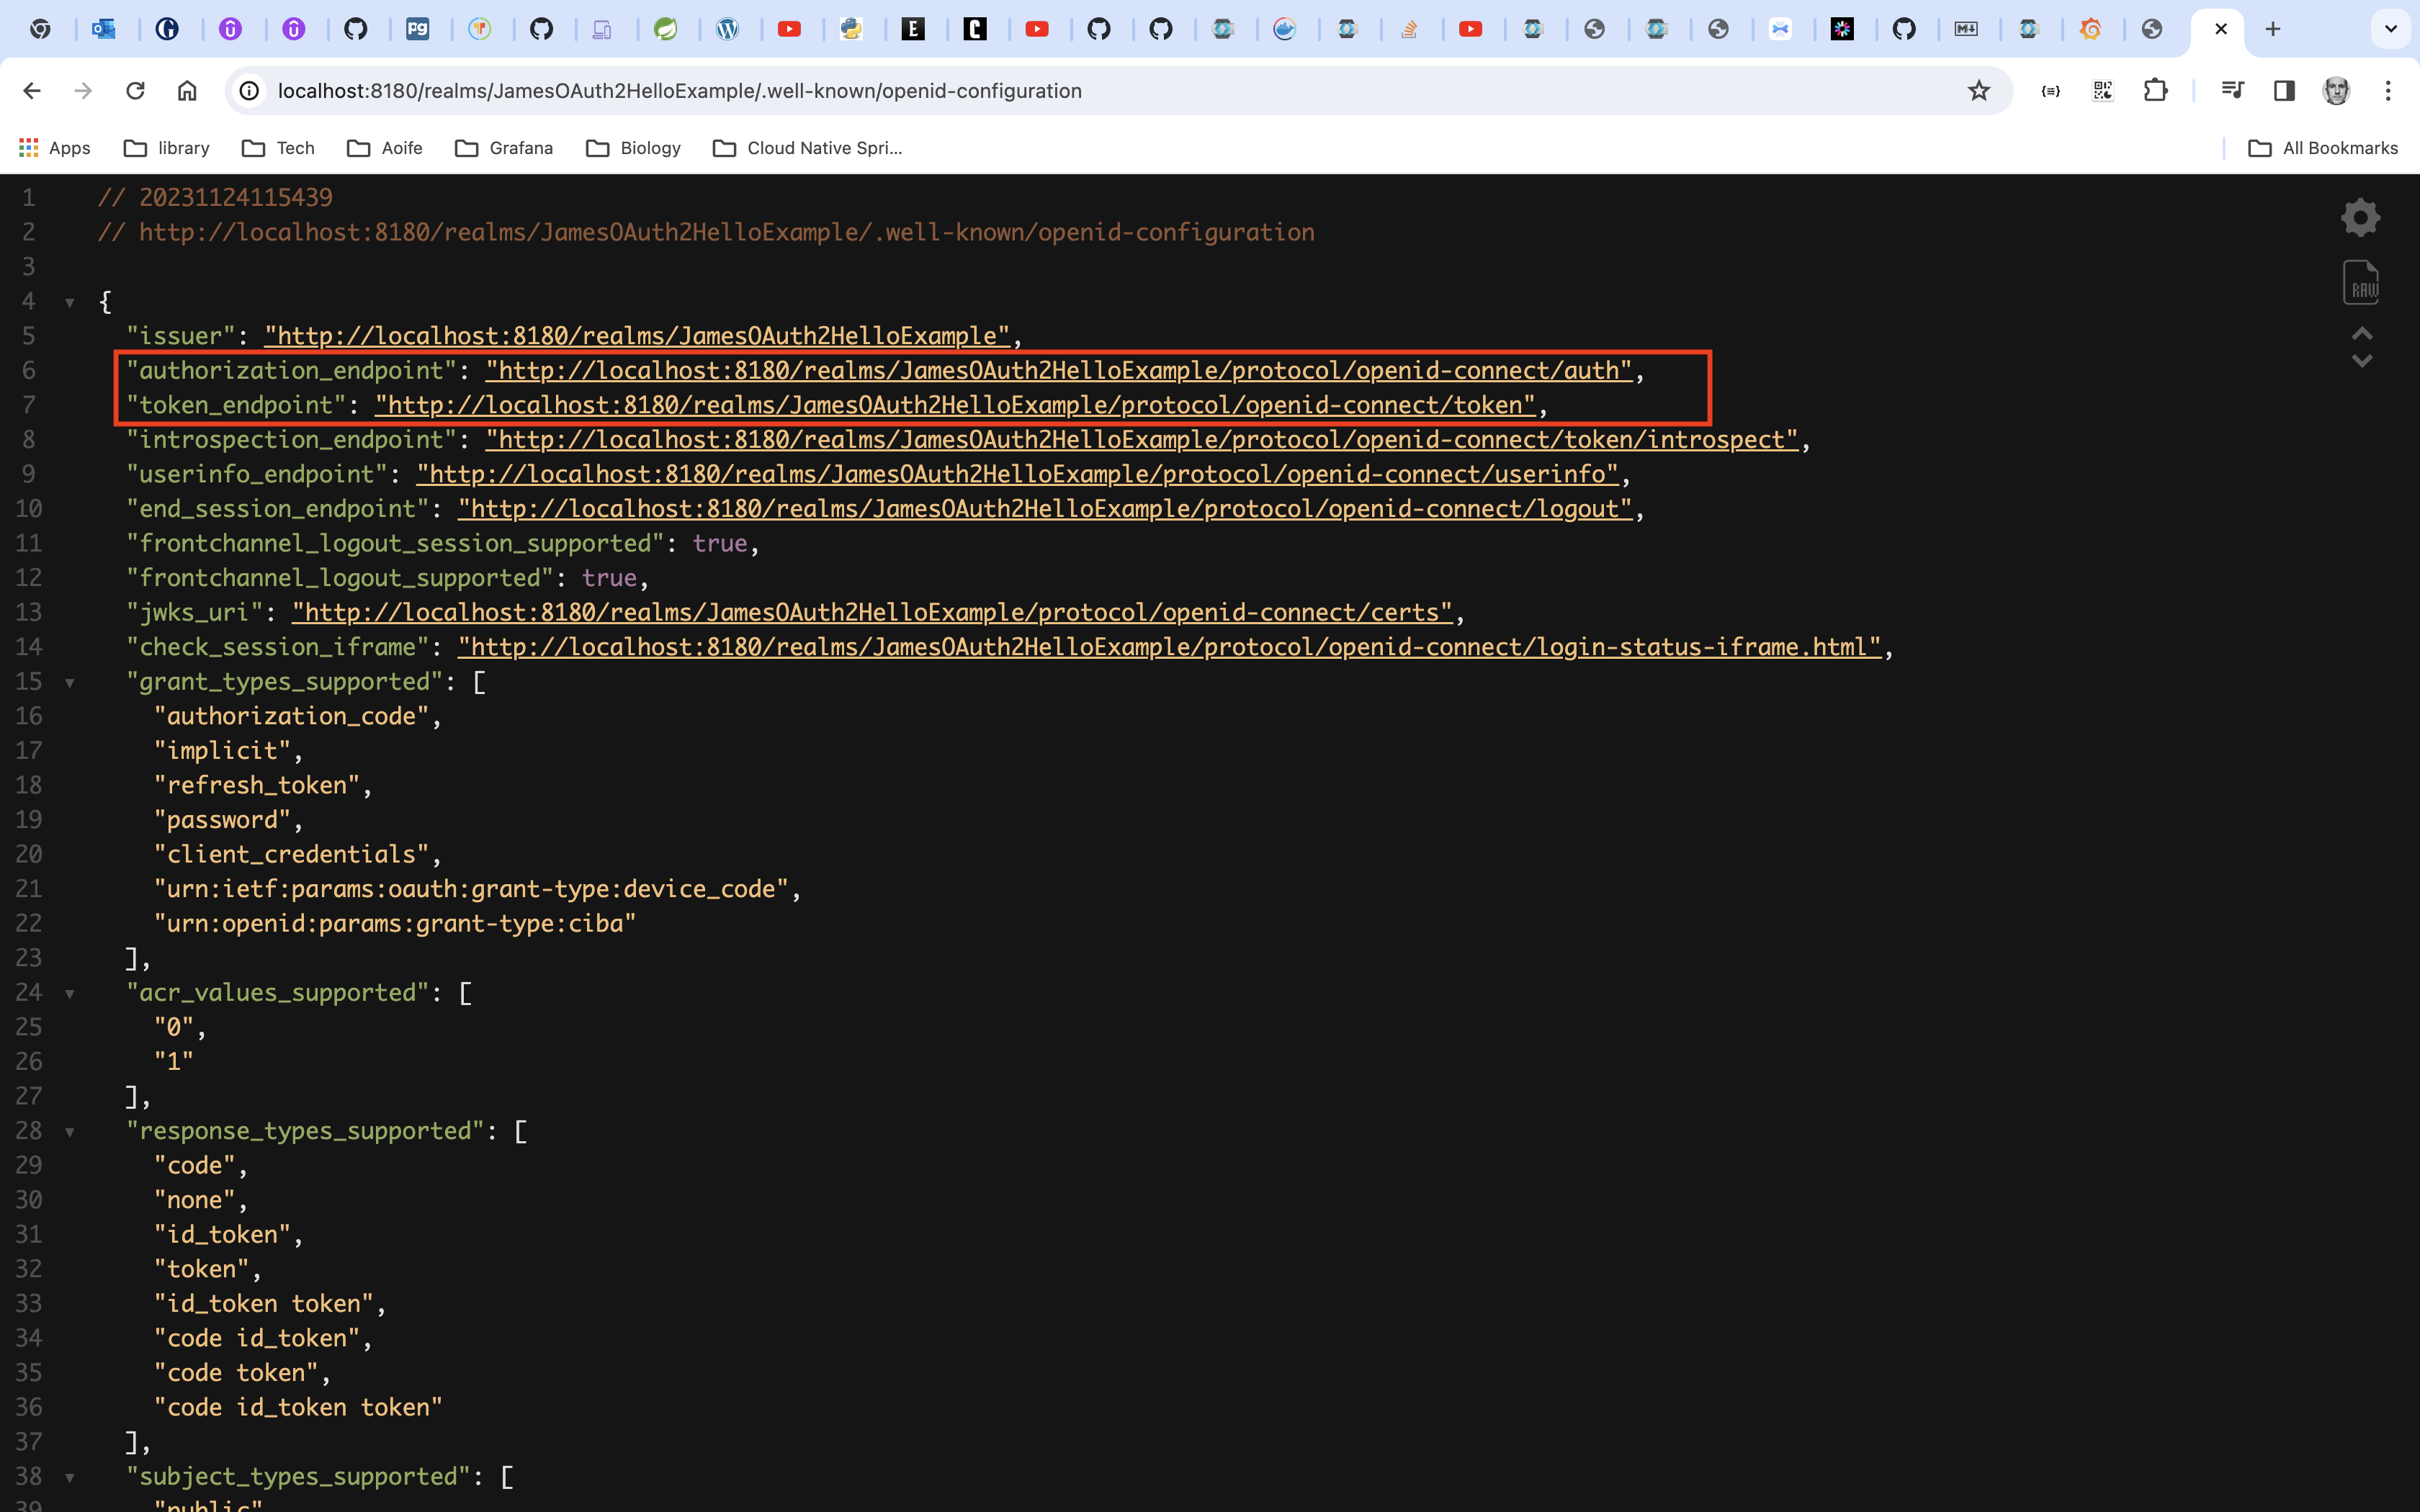 localhost:8180/realms/JamesOAuth2HelloExample/.well-known/openid-configuration
Apps library Tech Aoife Grafana Biology Cloud Native Spri... All Bookmarks
1 // 20231124115439
2 // http://localhost:8180/realms/JamesOAuth2HelloExample/.well-known/openid-configuration
3
4 {
5 "issuer": "http://localhost:8180/realms/JamesOAuth2HelloExample",
6 "authorization_endpoint": "http://localhost:8180/realms/JamesOAuth2HelloExample/protocol/openid-connect/auth",
7 "token_endpoint": "http://localhost:8180/realms/JamesOAuth2HelloExample/protocol/openid-connect/token",
8 "introspection_endpoint": "http://localhost:8180/realms/JamesOAuth2HelloExample/protocol/openid-connect/token/introspect",
9 "userinfo_endpoint": "http://localhost:8180/realms/JamesOAuth2HelloExample/protocol/openid-connect/userinfo",
10 "end_session_endpoint": "http://localhost:8180/realms/JamesOAuth2HelloExample/protocol/openid-connect/logout",
11 "frontchannel_logout_session_supported": true,
12 "frontchannel_logout_supported": true,
13 "jwks_uri": "http://localhost:8180/realms/JamesOAuth2HelloExample/protocol/openid-connect/certs",
14 "check_session_iframe": "http://localhost:8180/realms/JamesOAuth2HelloExample/protocol/openid-connect/login-status-iframe.html",
15 "grant_types_supported": [
16 "authorization_code",
17 "implicit",
18 "refresh_token",
19 "password",
20 "client_credentials",
21 "urn:ietf:params:oauth:grant-type:device_code",
22 "urn:openid:params:grant-type:ciba"
23 ],
24 "acr_values_supported": [
25 "0",
26 "1"
27 ],
28 "response_types_supported": [
29 "code",
30 "none",
31 "id_token",
32 "token",
33 "id_token token",
34 "code id_token",
35 "code token",
36 "code id_token token"
37 ],
38 "subject_types_supported": [
39 "public"
RAW